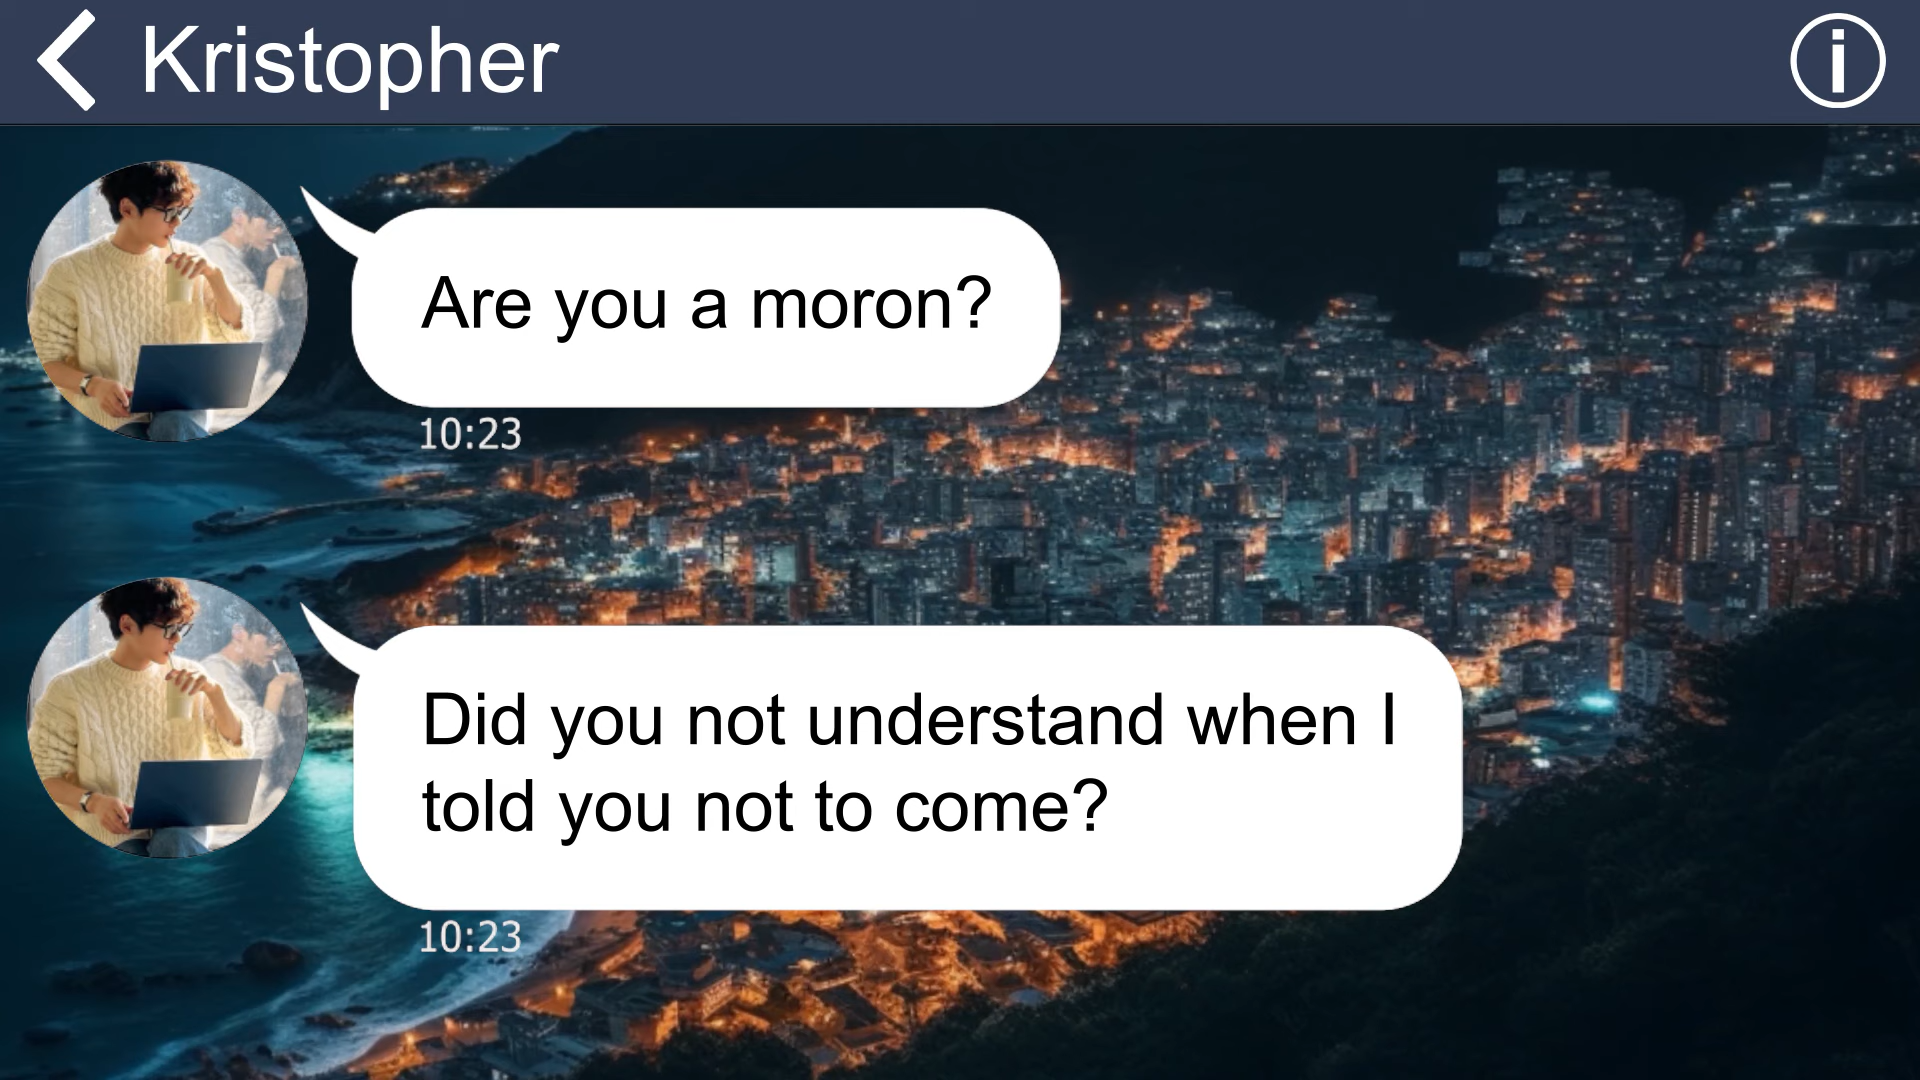 Kristopher
Are you a moron?
10:23
Did you not understand when I
told you not to come?
10:23